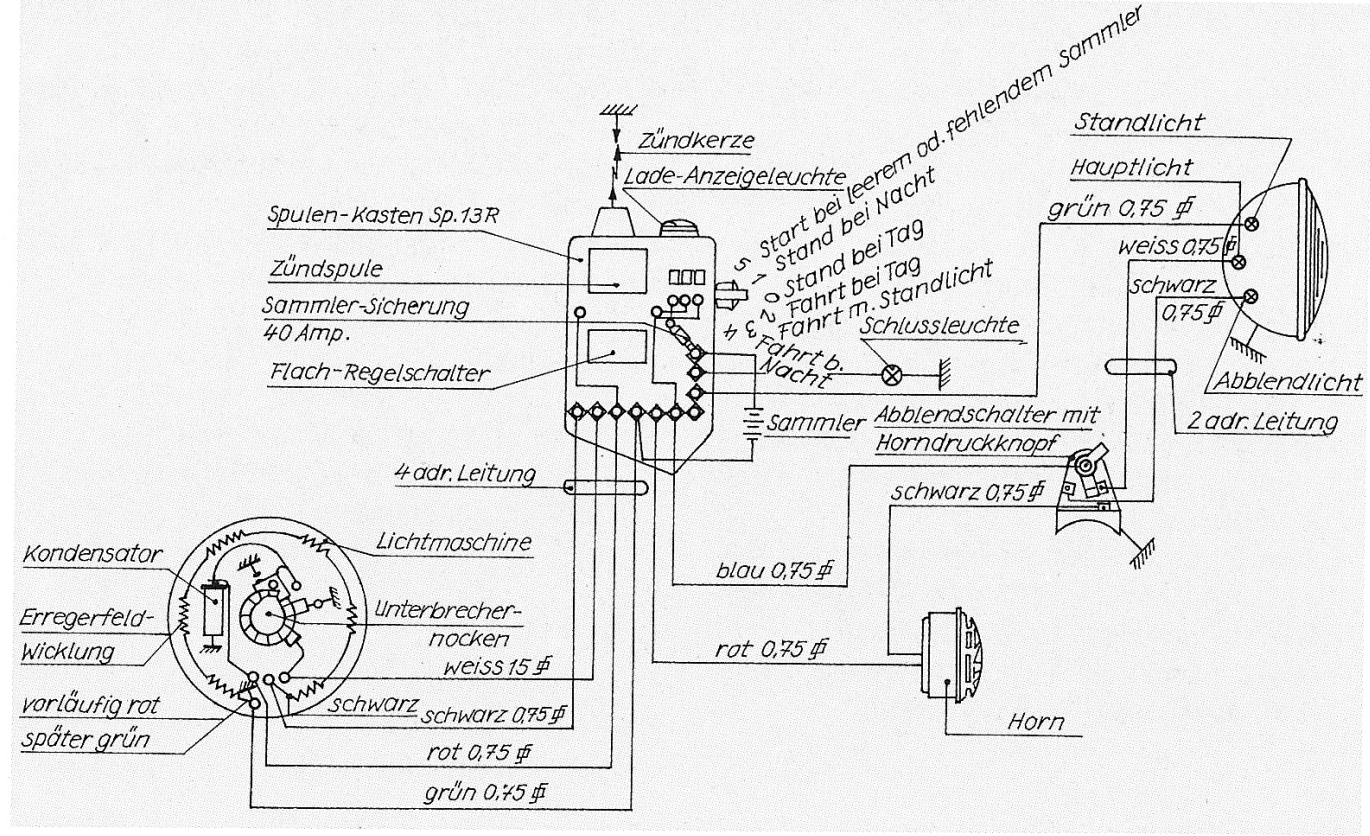 Zündkerze
Lade-Anzeigeleuchte
Spulen-Kasten Sp.13R
Zündspule
Sammler-Sicherung
40 Amp.
Flach-Regelschalter
5 Start bei leerem od. fehlendem Sammler
1 Stand bei Nacht
0 Stand bei Tag
2 Fahrt bei Tag
3 Fahrt m. Standlicht
4 Fahrt b.
Nacht
Schlussleuchte
Standlicht
Hauptlicht
grün 0,75
weiss 0,75
schwarz
0,75
Abblendlicht
2 adr. Leitung
Sammler
Abblendschalter mit
Horndruckknopf
schwarz 0,75
4 adr. Leitung
Kondensator
Lichtmaschine
Erregerfeld-
Wicklung
Unterbrecher-
nocken
blau 0,75
weiss 15
rot 0,75
vorläufig rot
später grün
schwarz
schwarz 0,75
rot 0,75
grün 0,75
Horn